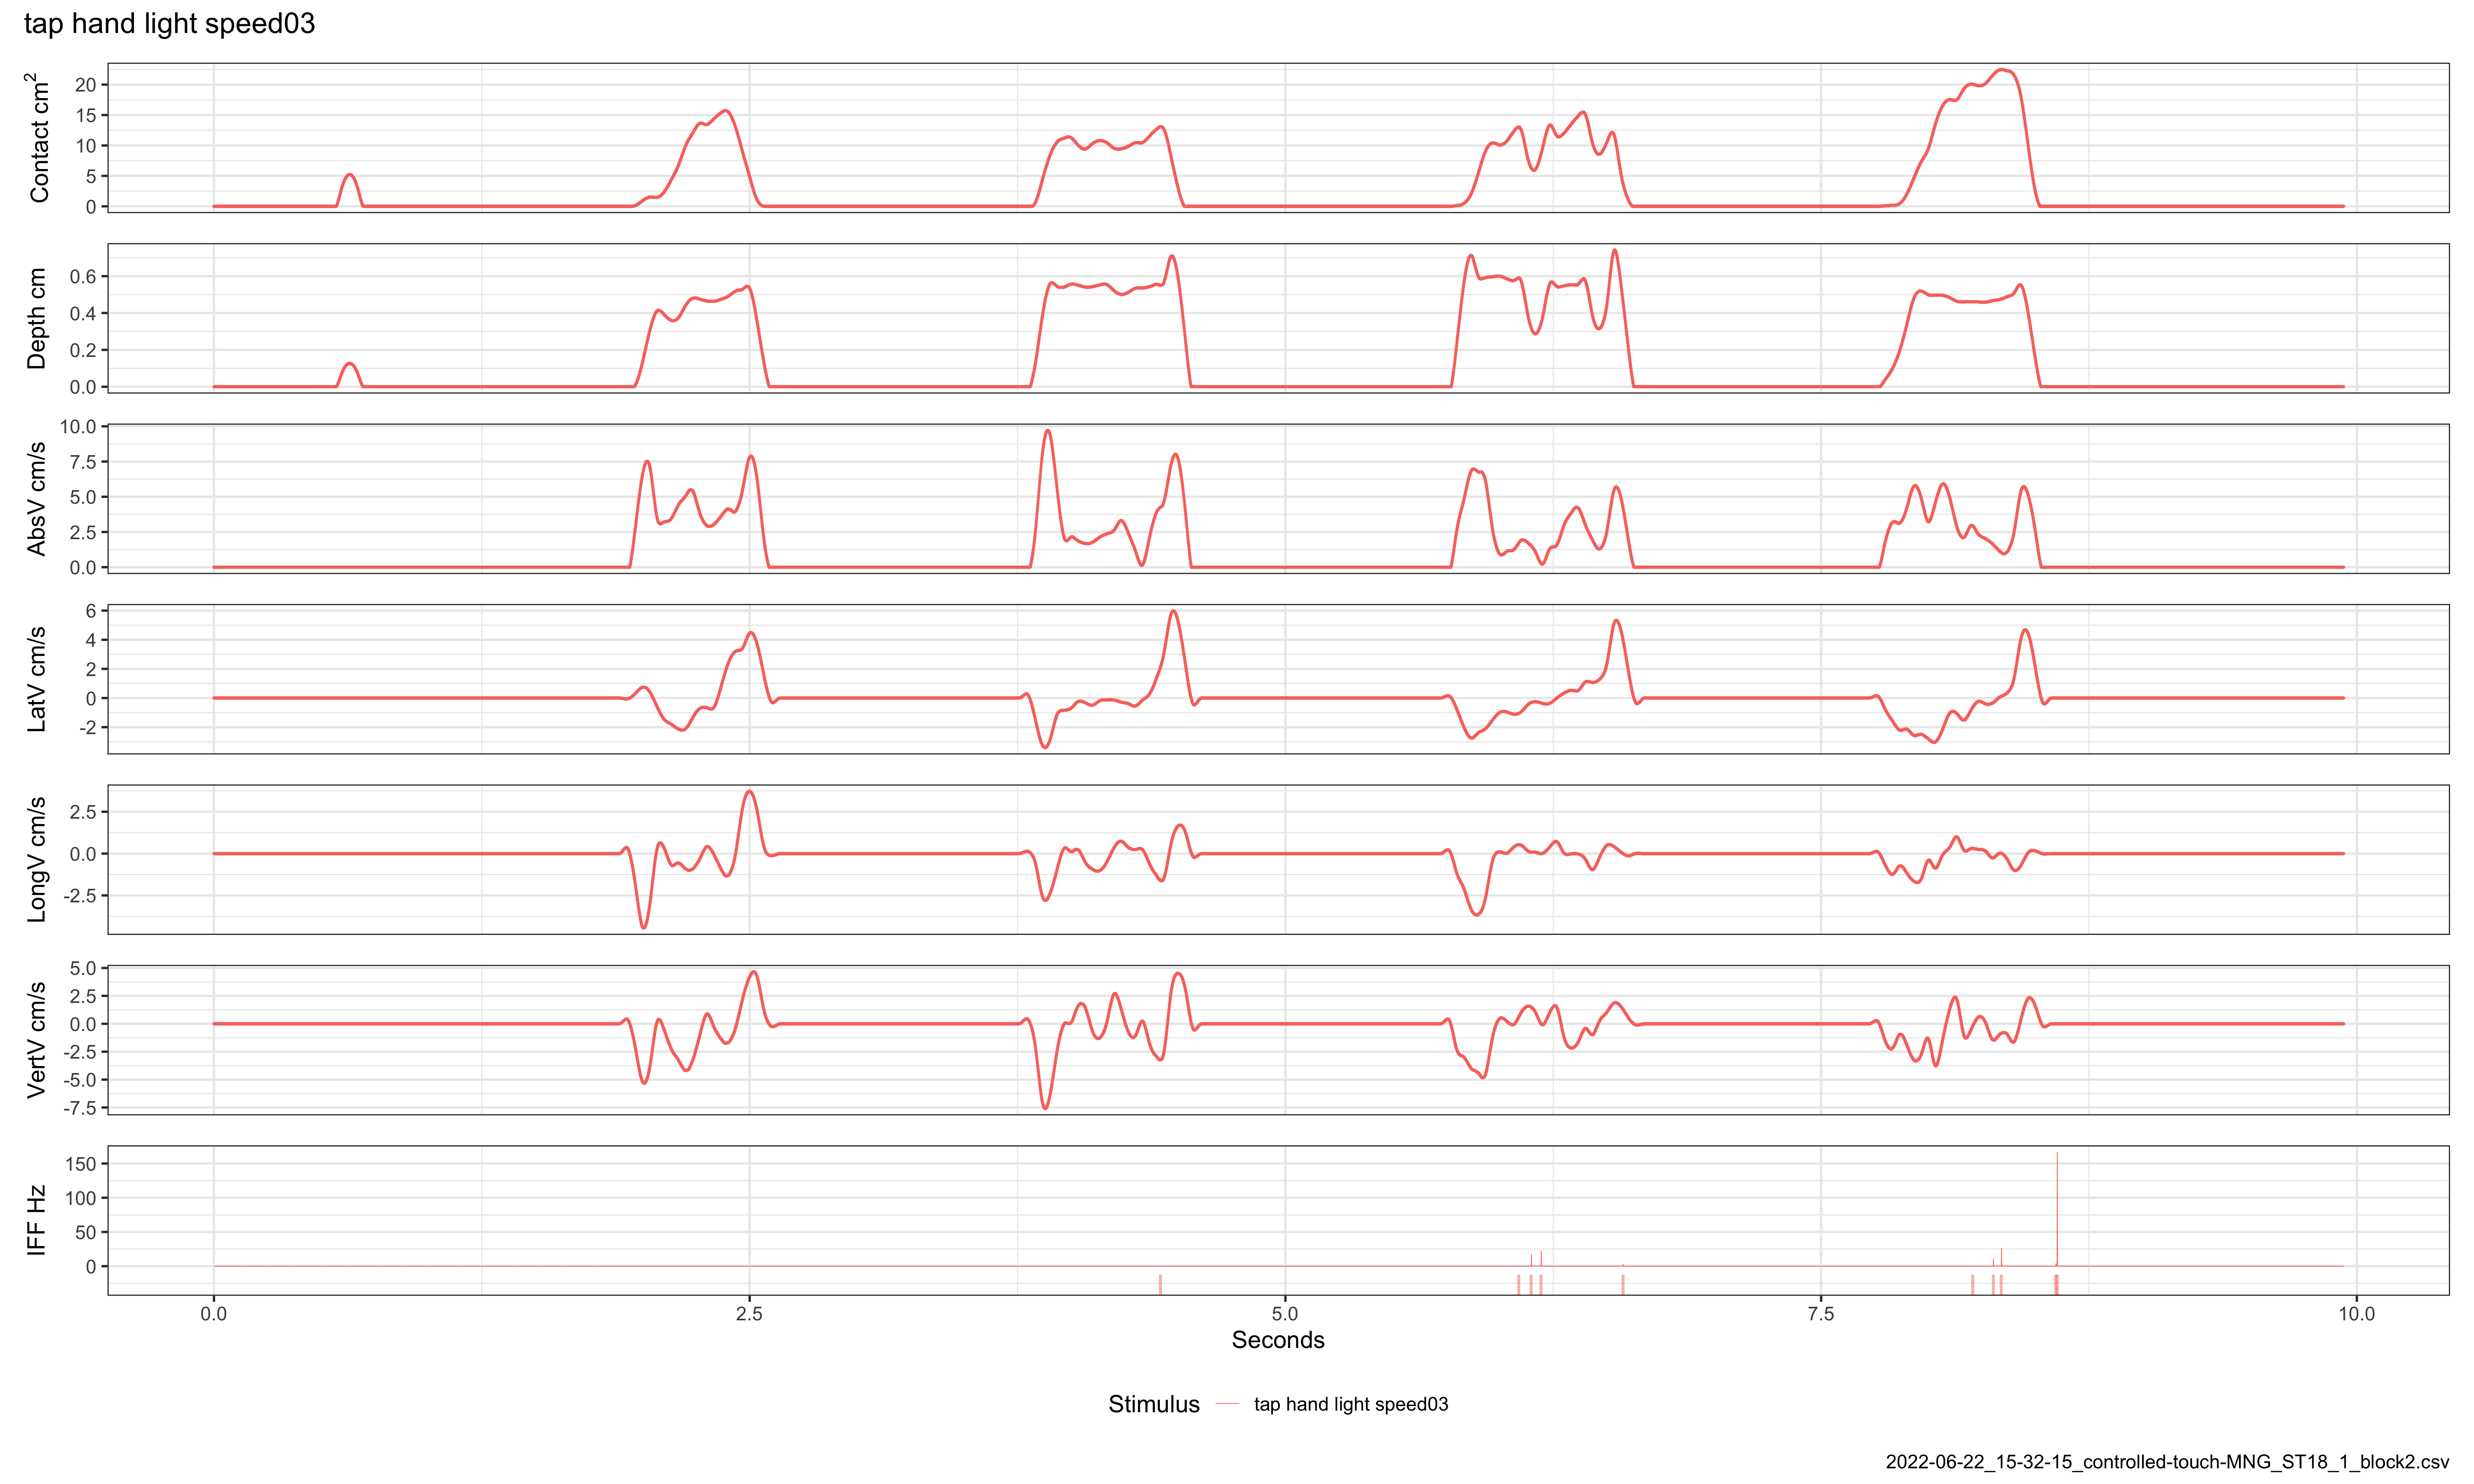 tap hand light speed03
Contact cm2
20
15
10
5
0
Depth cm
0.6
0.4
0.2
0.0
AbsV cm/s
10.0
7.5
5.0
2.5
0.0
LatV cm/s
6
4
2
0
-2
LongV cm/s
2.5
0.0
-2.5
VertV cm/s
5.0
2.5
0.0
-2.5
-5.0
-7.5
IFF Hz
150
100
50
0
0.0 2.5 5.0 7.5 10.0
Seconds
Stimulus tap hand light speed03
2022-06-22_15-32-15_controlled-touch-MNG_ST18_1_block2.csv